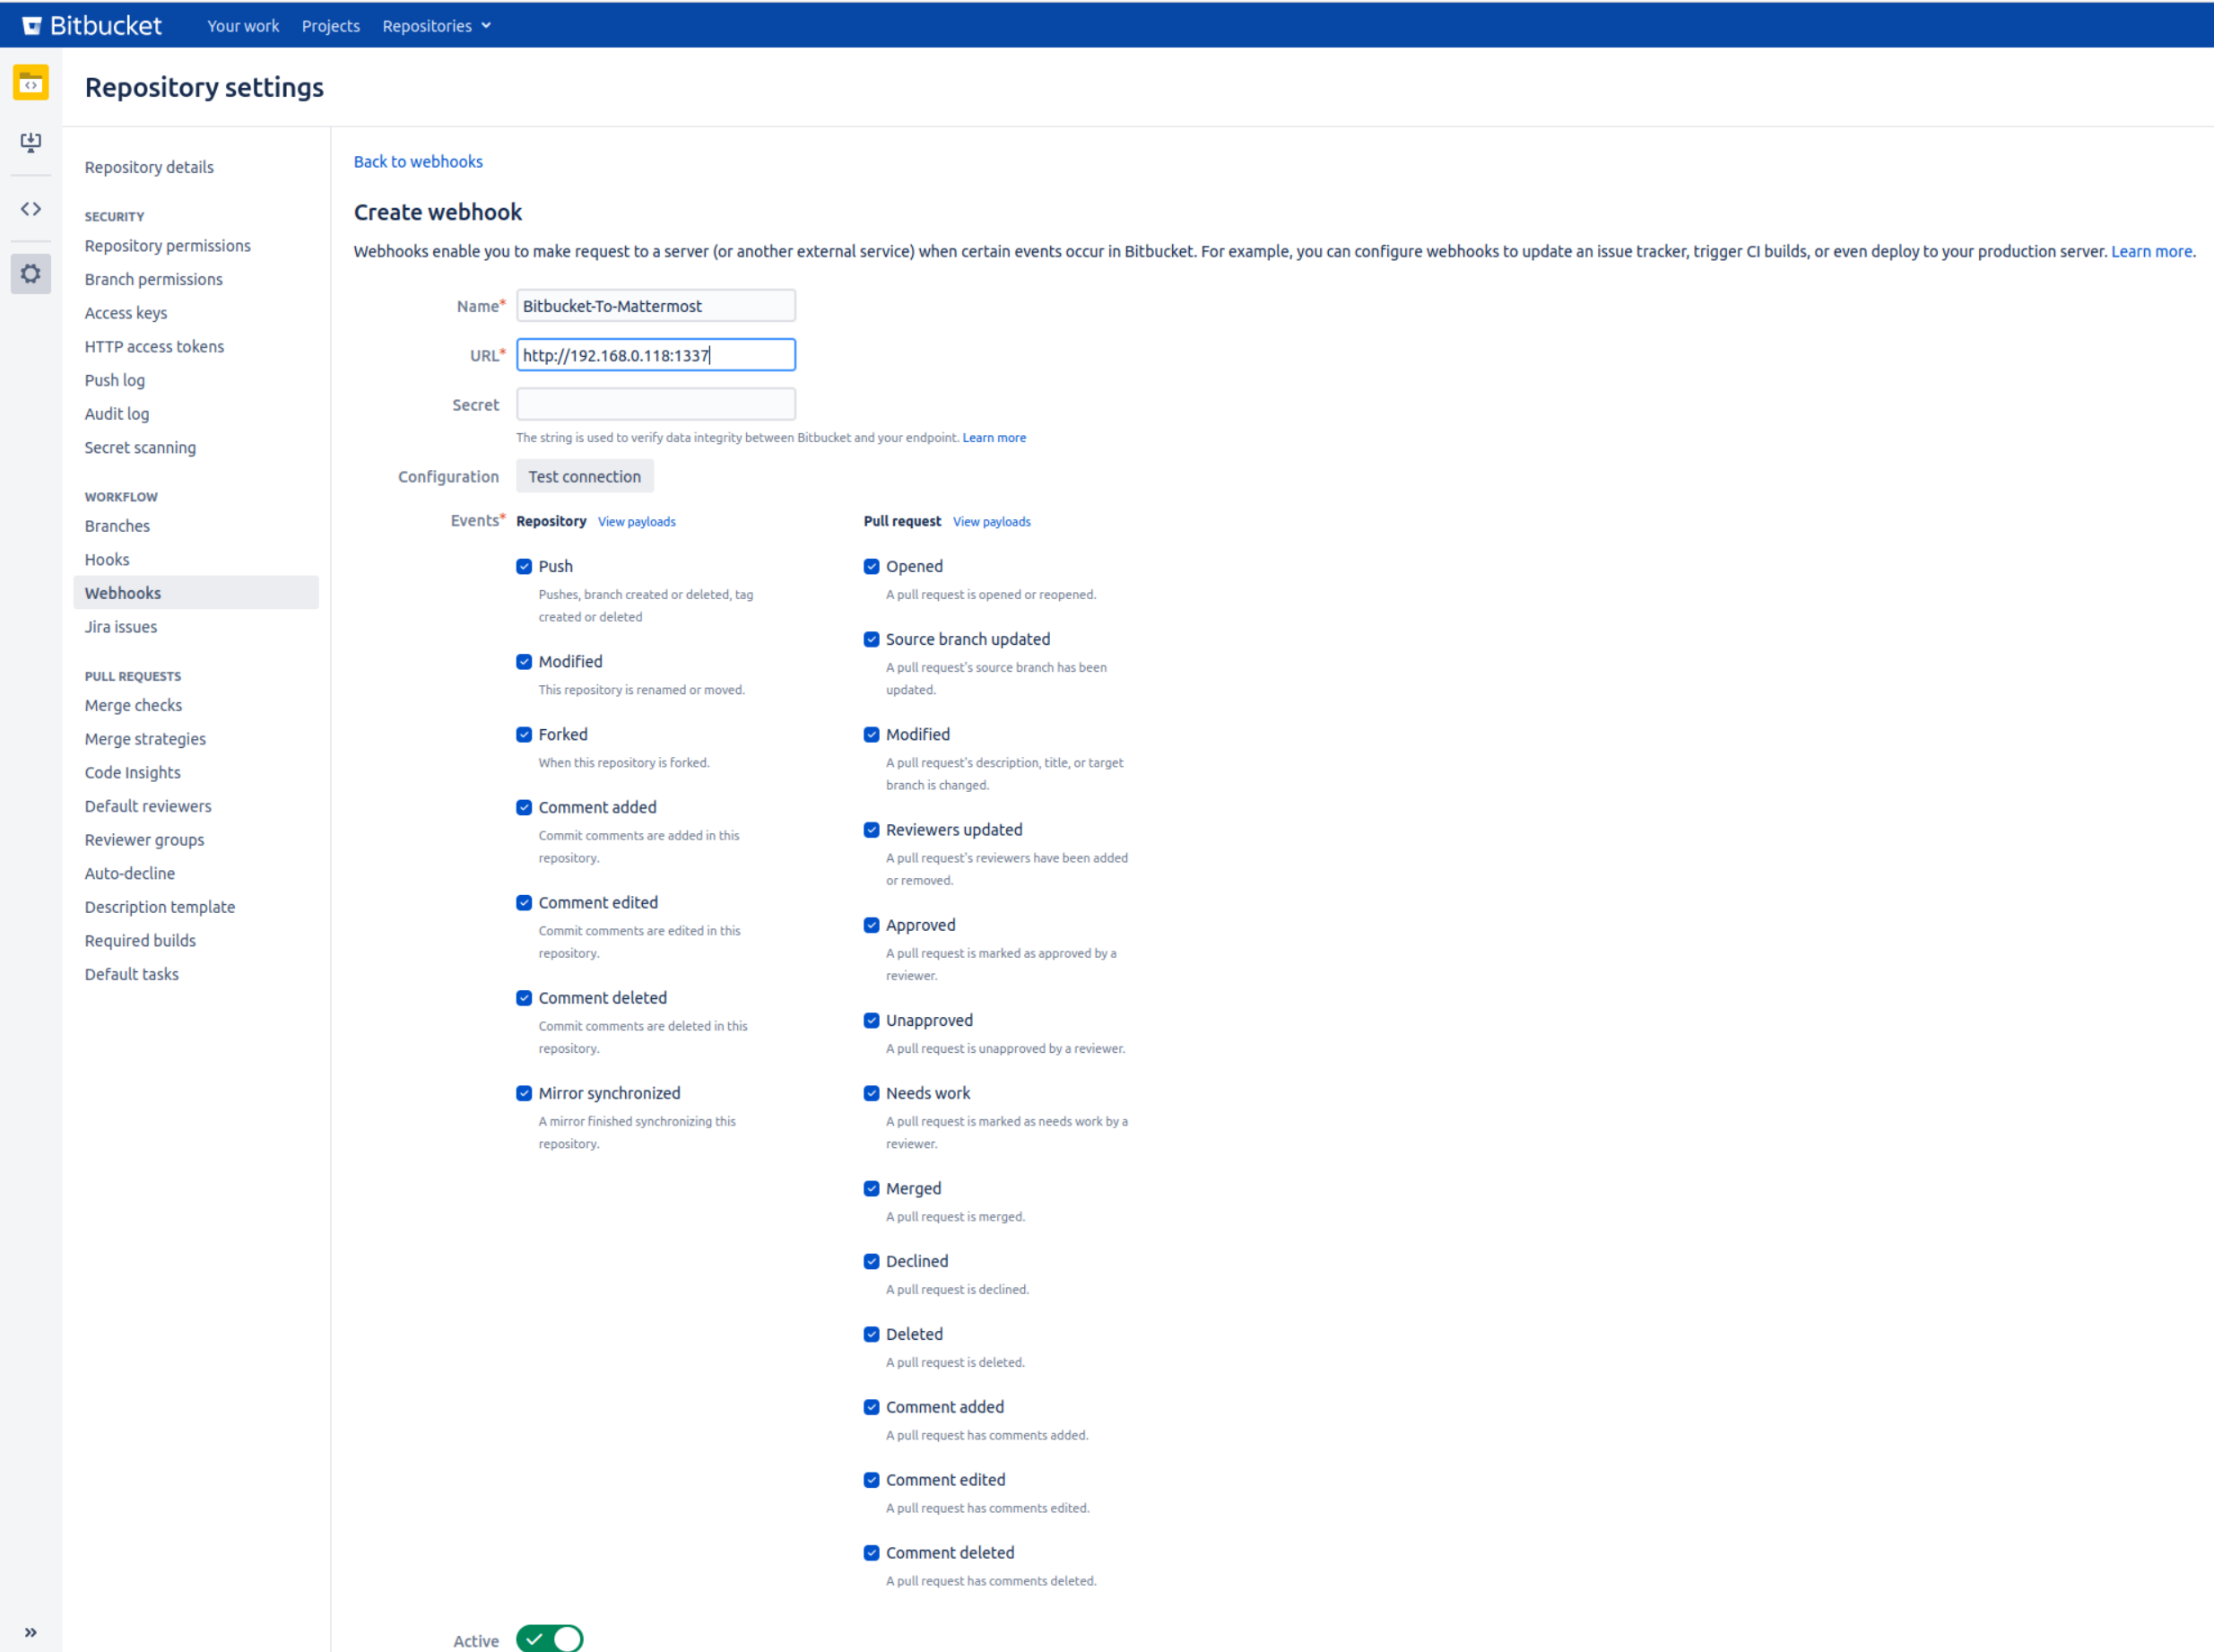 Bitbucket Your work Projects Repositories
Repository settings
Repository details
SECURITY
Repository permissions
Branch permissions
Access keys
HTTP access tokens
Push log
Audit log
Secret scanning
WORKFLOW
Branches
Hooks
Webhooks
Jira issues
PULL REQUESTS
Merge checks
Merge strategies
Code Insights
Default reviewers
Reviewer groups
Auto-decline
Description template
Required builds
Default tasks
Back to webhooks
Create webhook
Webhooks enable you to make request to a server (or another external service) when certain events occur in Bitbucket. For example, you can configure webhooks to update an issue tracker, trigger CI builds, or even deploy to your production server. Learn more.
Name* Bitbucket-To-Mattermost
URL* http://192.168.0.118:1337
Secret
The string is used to verify data integrity between Bitbucket and your endpoint. Learn more
Configuration Test connection
Events* Repository View payloads
Push
Pushes, branch created or deleted, tag
created or deleted
Modified
This repository is renamed or moved.
Forked
When this repository is forked.
Comment added
Commit comments are added in this
repository.
Comment edited
Commit comments are edited in this
repository.
Comment deleted
Commit comments are deleted in this
repository.
Mirror synchronized
A mirror finished synchronizing this
repository.
Pull request View payloads
Opened
A pull request is opened or reopened.
Source branch updated
A pull request's source branch has been
updated.
Modified
A pull request's description, title, or target
branch is changed.
Reviewers updated
A pull request's reviewers have been added
or removed.
Approved
A pull request is marked as approved by a
reviewer.
Unapproved
A pull request is unapproved by a reviewer.
Needs work
A pull request is marked as needs work by a
reviewer.
Merged
A pull request is merged.
Declined
A pull request is declined.
Deleted
A pull request is deleted.
Comment added
A pull request has comments added.
Comment edited
A pull request has comments edited.
Comment deleted
A pull request has comments deleted.
Active